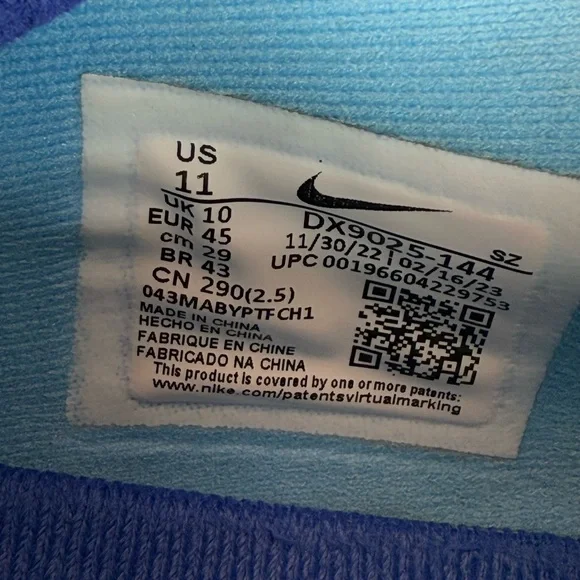 US
11
UK 10
EUR 45
cm 29
BR 43
CN 290(2.5)
DX9025-144 SZ
11/30/22 | 02/16/23
UPC 00196604229753
043MABYPTFCH1
MADE IN CHINA
HECHO EN CHINA
FABRIQUE EN CHINE
FABRICADO NA CHINA
This product is covered by one or more patents:
www.nike.com/patentsvirtualmarking